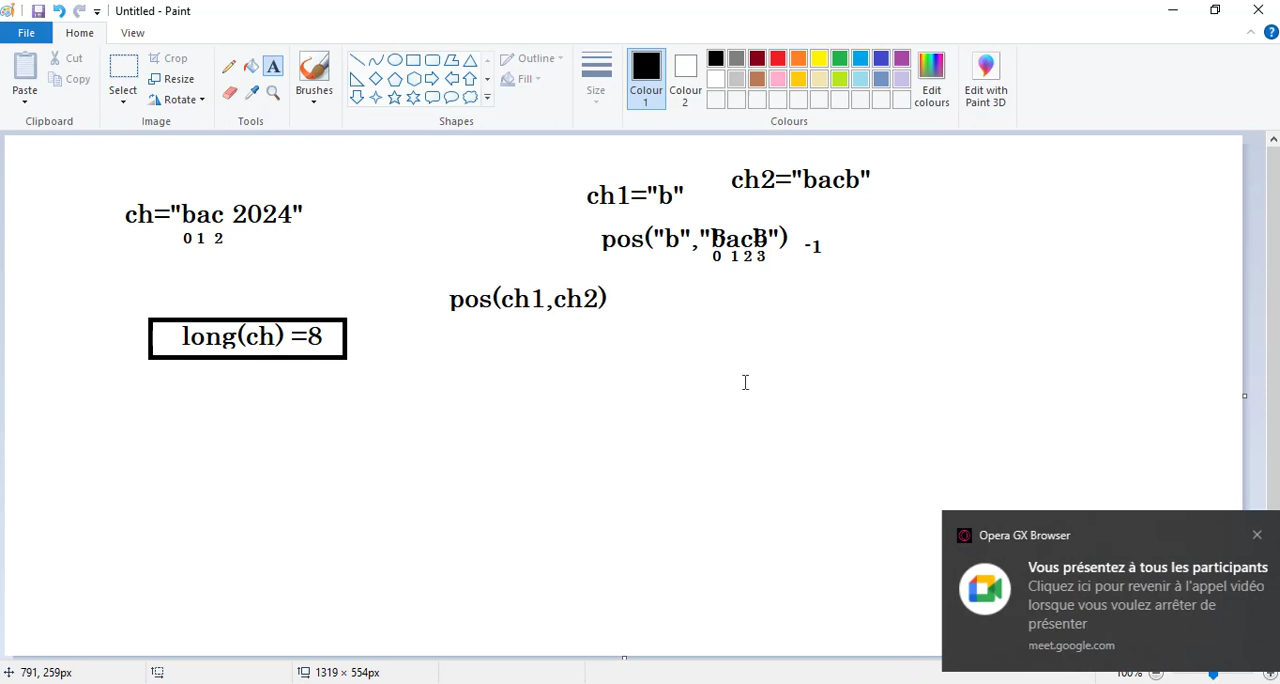 Untitled - Paint
File Home View
Paste
Cut
Copy
Clipboard
Select
Crop
Resize
Rotate
Image
Tools
Brushes
Shapes
Outline
Fill
Size
Colour 1
Colour 2
Edit colours
Colours
Edit with Paint 3D
ch="bac 2024"
0 1 2
ch1="b"
ch2="bacb"
pos("b","bacb") -1
0 1 2 3
pos(ch1,ch2)
long(ch) =8
Opera GX Browser
Vous présentez à tous les participants
Cliquez ici pour revenir à l'appel vidéo
lorsque vous voulez arrêter de
présenter
meet.google.com
791, 259px
1319 × 554px
100%